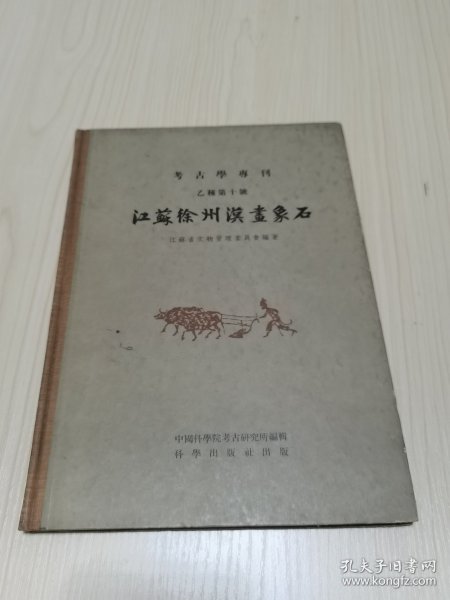 考古學專刊
乙種第十號
江蘇徐州漢畫象石
江蘇省文物管理委員會編著
中國科學院考古研究所編輯
科學出版社出版
孔夫子旧书网
www.kongfz.com